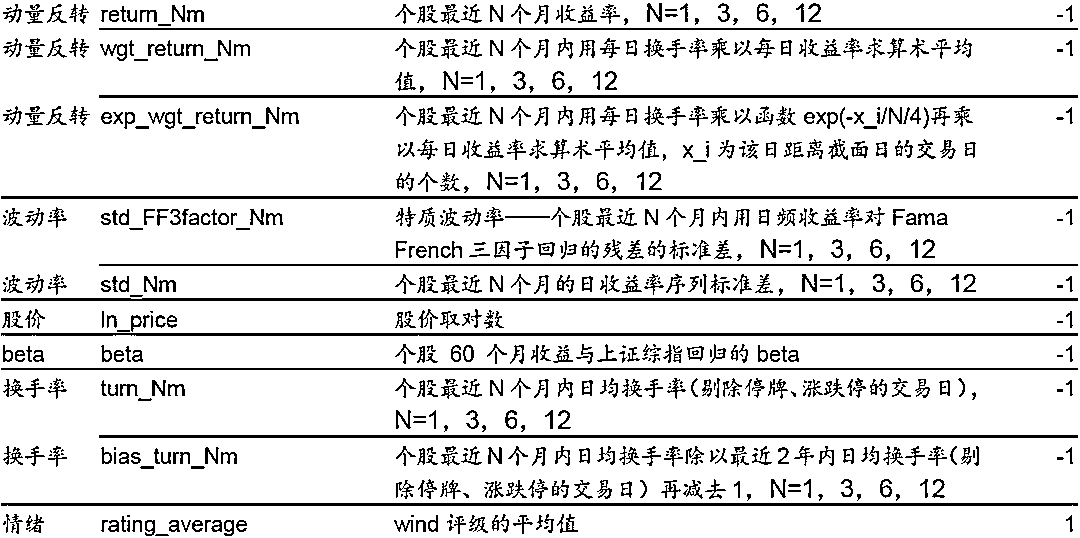 动量反转 return_Nm 个股最近N个月收益率，N=1，3，6，12 -1
动量反转 wgt_return_Nm 个股最近N个月内用每日换手率乘以每日收益率求算术平均 -1
值，N=1，3，6，12
动量反转 exp_wgt_return_Nm 个股最近N个月内用每日换手率乘以函数 exp(-x_i/N/4)再乘 -1
以每日收益率求算术平均值，x_i为该日距离截面日的交易日
的个数，N=1，3，6，12
波动率 std_FF3factor_Nm 特质波动率——个股最近N个月内用日频收益率对 Fama -1
French 三因子回归的残差的标准差，N=1，3，6，12
波动率 std_Nm 个股最近N个月的日收益率序列标准差，N=1，3，6，12 -1
股价 ln_price 股价取对数 -1
beta beta 个股 60 个月收益与上证综指回归的 beta -1
换手率 turn_Nm 个股最近N个月内日均换手率（剔除停牌、涨跌停的交易日）， -1
N=1，3，6，12
换手率 bias_turn_Nm 个股最近N个月内日均换手率除以最近2年内日均换手率（剔 -1
除停牌、涨跌停的交易日）再减去1，N=1，3，6，12
情绪 rating_average wind 评级的平均值 1